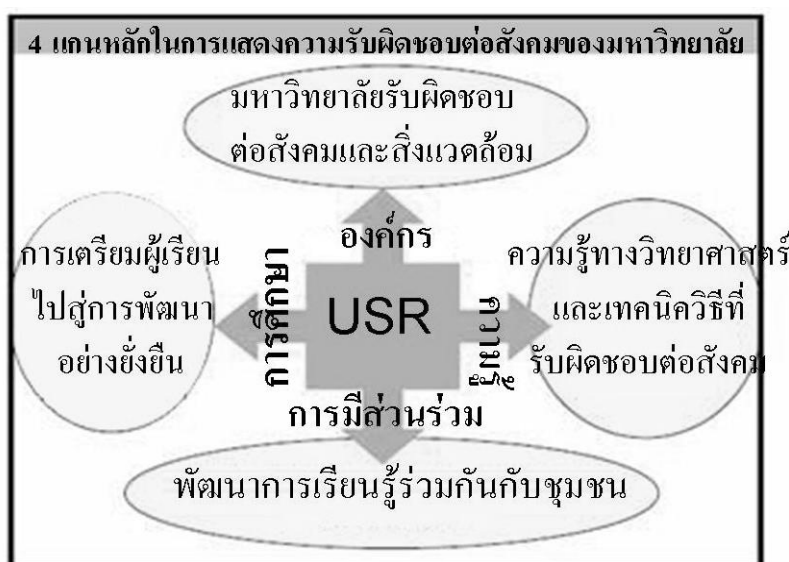 4 แกนหลักในการแสดงความรับผิดชอบต่อสังคมของมหาวิทยาลัย
มหาวิทยาลัยรับผิดชอบ
ต่อสังคมและสิ่งแวดล้อม
องค์กร
การเตรียมผู้เรียน
ไปสู่การพัฒนา
อย่างยั่งยืน
การศึกษา
USR
ความรู้
ความรู้ทางวิทยาศาสตร์
และเทคนิควิธีที่
รับผิดชอบต่อสังคม
การมีส่วนร่วม
พัฒนาการเรียนรู้ร่วมกันกับชุมชน